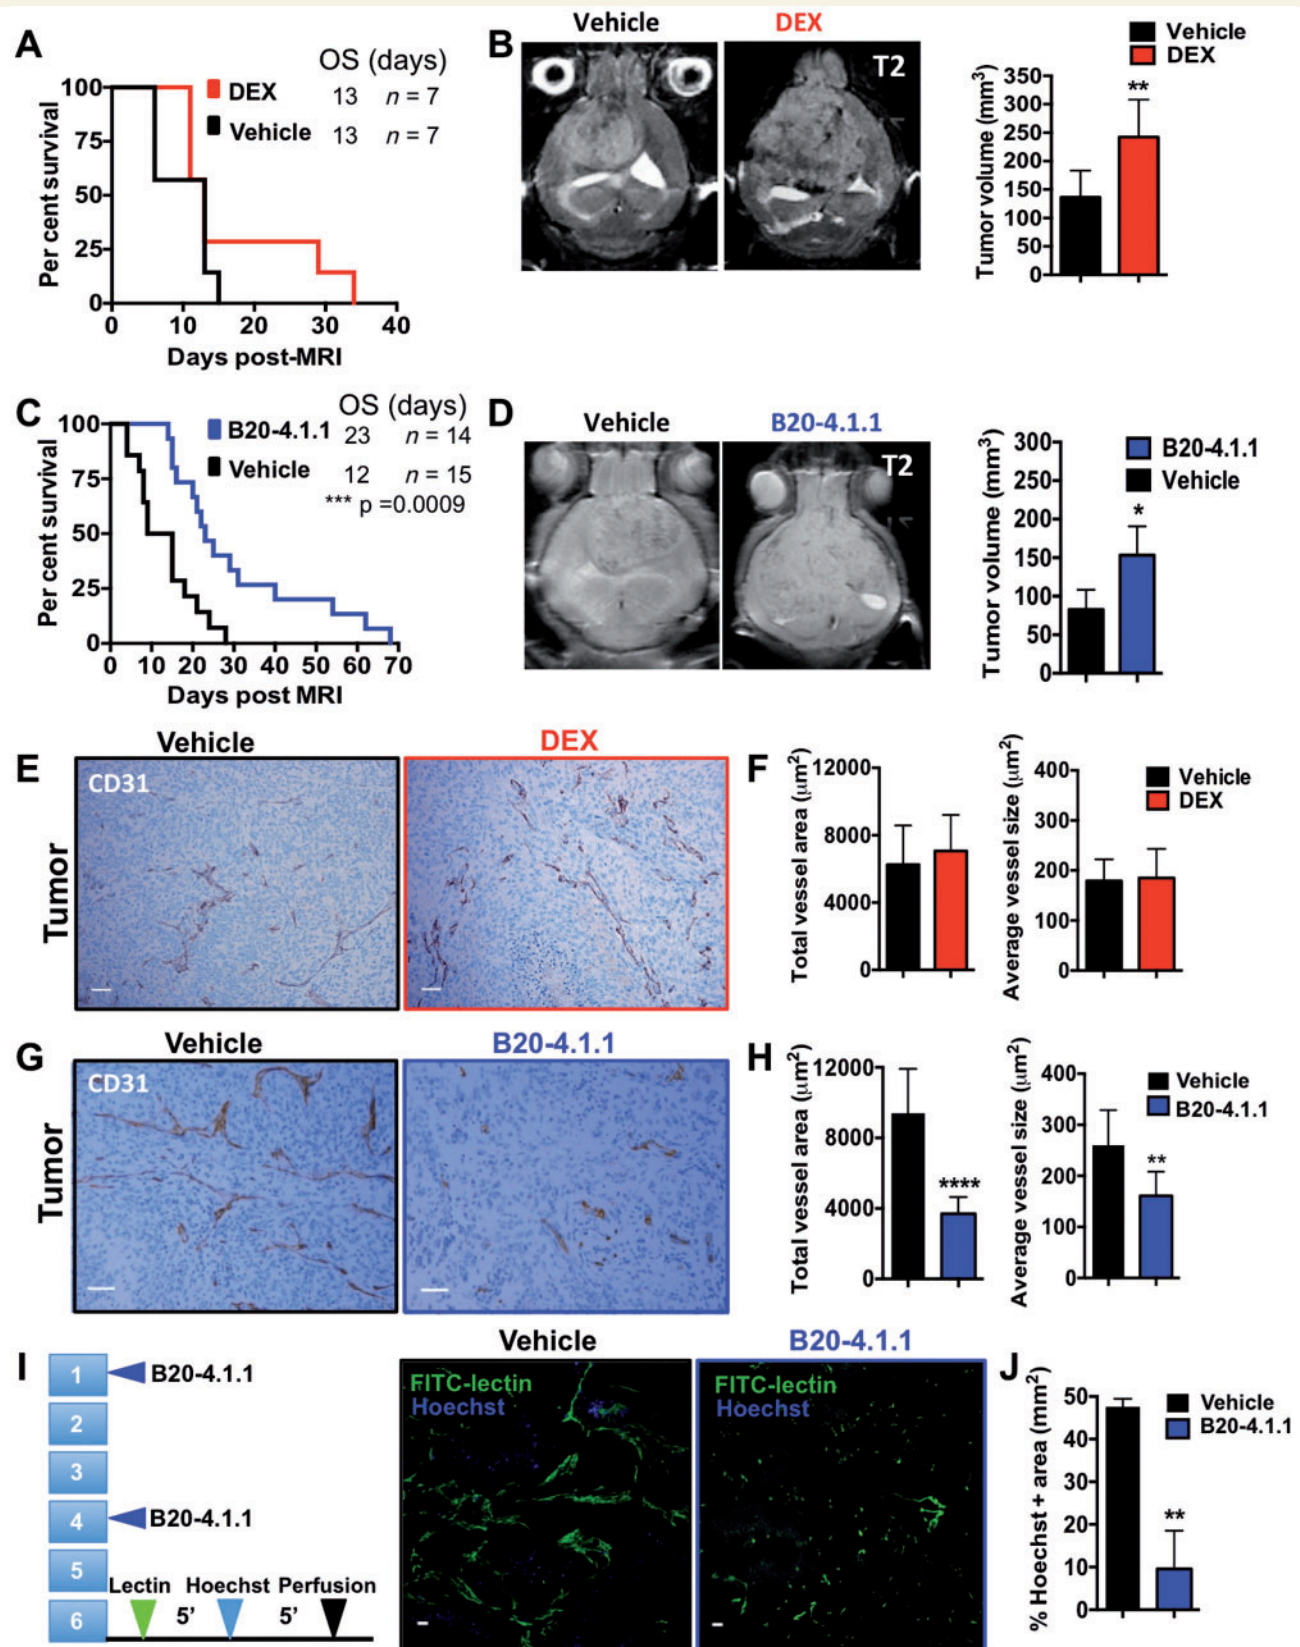 A
OS (days)
DEX 13 n = 7
Vehicle 13 n = 7
Per cent survival
100
75
50
25
0
0 10 20 30 40
Days post-MRI
B
Vehicle DEX
T2
Vehicle
DEX
Tumor volume (mm³)
350
300
250
200
150
100
50
0
**
C
OS (days)
B20-4.1.1 23 n = 14
Vehicle 12 n = 15
*** p =0.0009
Per cent survival
100
75
50
25
0
0 10 20 30 40 50 60 70
Days post MRI
D
Vehicle B20-4.1.1
T2
B20-4.1.1
Vehicle
Tumor volume (mm³)
300
250
200
150
100
50
0
*
E
Vehicle DEX
CD31
Tumor
F
Total vessel area (µm²)
12000
8000
4000
0
Average vessel size (µm²)
400
300
200
100
0
Vehicle
DEX
G
Vehicle B20-4.1.1
CD31
Tumor
H
Total vessel area (µm²)
12000
8000
4000
0
****
Average vessel size (µm²)
400
300
200
100
0
Vehicle
B20-4.1.1
**
I
1 B20-4.1.1
2
3
4 B20-4.1.1
5
6
Lectin Hoechst Perfusion
5' 5'
Vehicle B20-4.1.1
FITC-lectin
Hoechst
FITC-lectin
Hoechst
J
% Hoechst + area (mm²)
50
40
30
20
10
0
Vehicle
B20-4.1.1
**